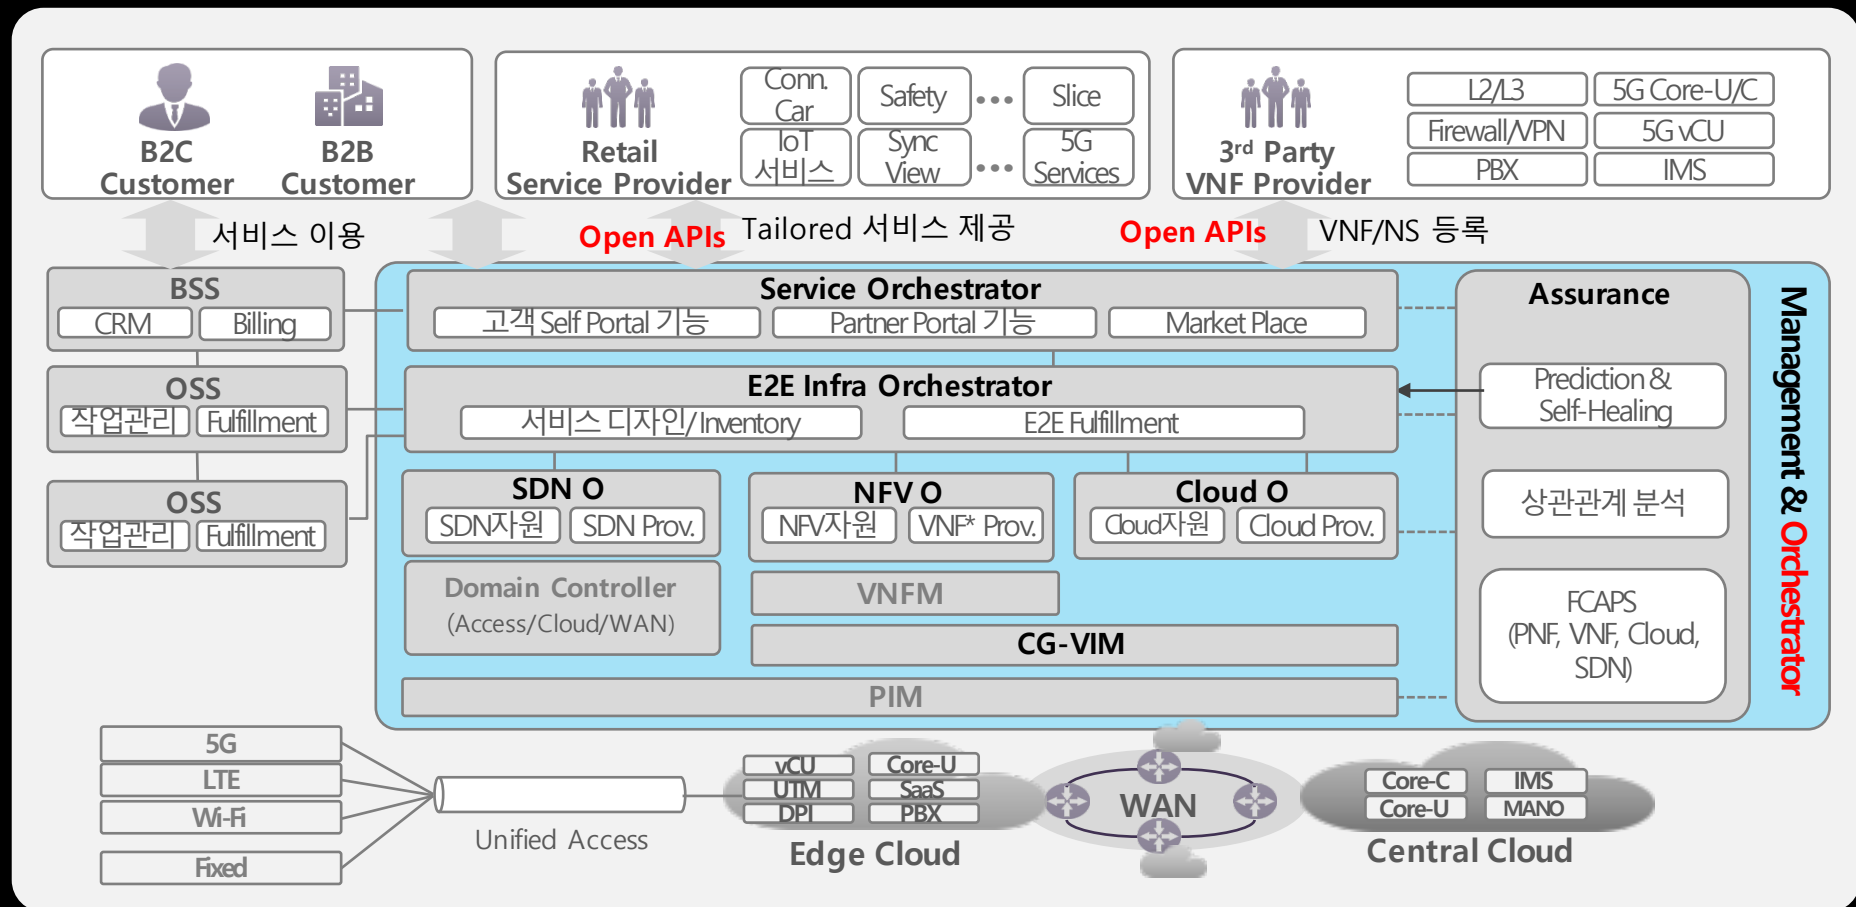 B2C
Customer
B2B
Customer
Retail
Service Provider
Conn.
Car
Safety
•••
Slice
IoT
서비스
Sync
View
•••
5G
Services
3rd Party
VNF Provider
L2/L3
5G Core-U/C
Firewall/VPN
5G vCU
PBX
IMS
서비스 이용
Open APIs
Tailored 서비스 제공
Open APIs
VNF/NS 등록
BSS
CRM
Billing
OSS
작업관리
Fulfillment
OSS
작업관리
Fulfillment
Service Orchestrator
고객 Self Portal 기능
Partner Portal 기능
Market Place
E2E Infra Orchestrator
서비스 디자인/Inventory
E2E Fulfillment
SDN O
SDN자원
SDN Prov.
NFV O
NFV자원
VNF* Prov.
Cloud O
Cloud자원
Cloud Prov.
Domain Controller
(Access/Cloud/WAN)
VNFM
CG-VIM
PIM
Assurance
Prediction &
Self-Healing
상관관계 분석
FCAPS
(PNF, VNF, Cloud,
SDN)
Management & Orchestrator
5G
LTE
Wi-Fi
Fixed
Unified Access
vCU
Core-U
UTM
SaaS
DPI
PBX
Edge Cloud
WAN
Core-C
IMS
Core-U
MANO
Central Cloud